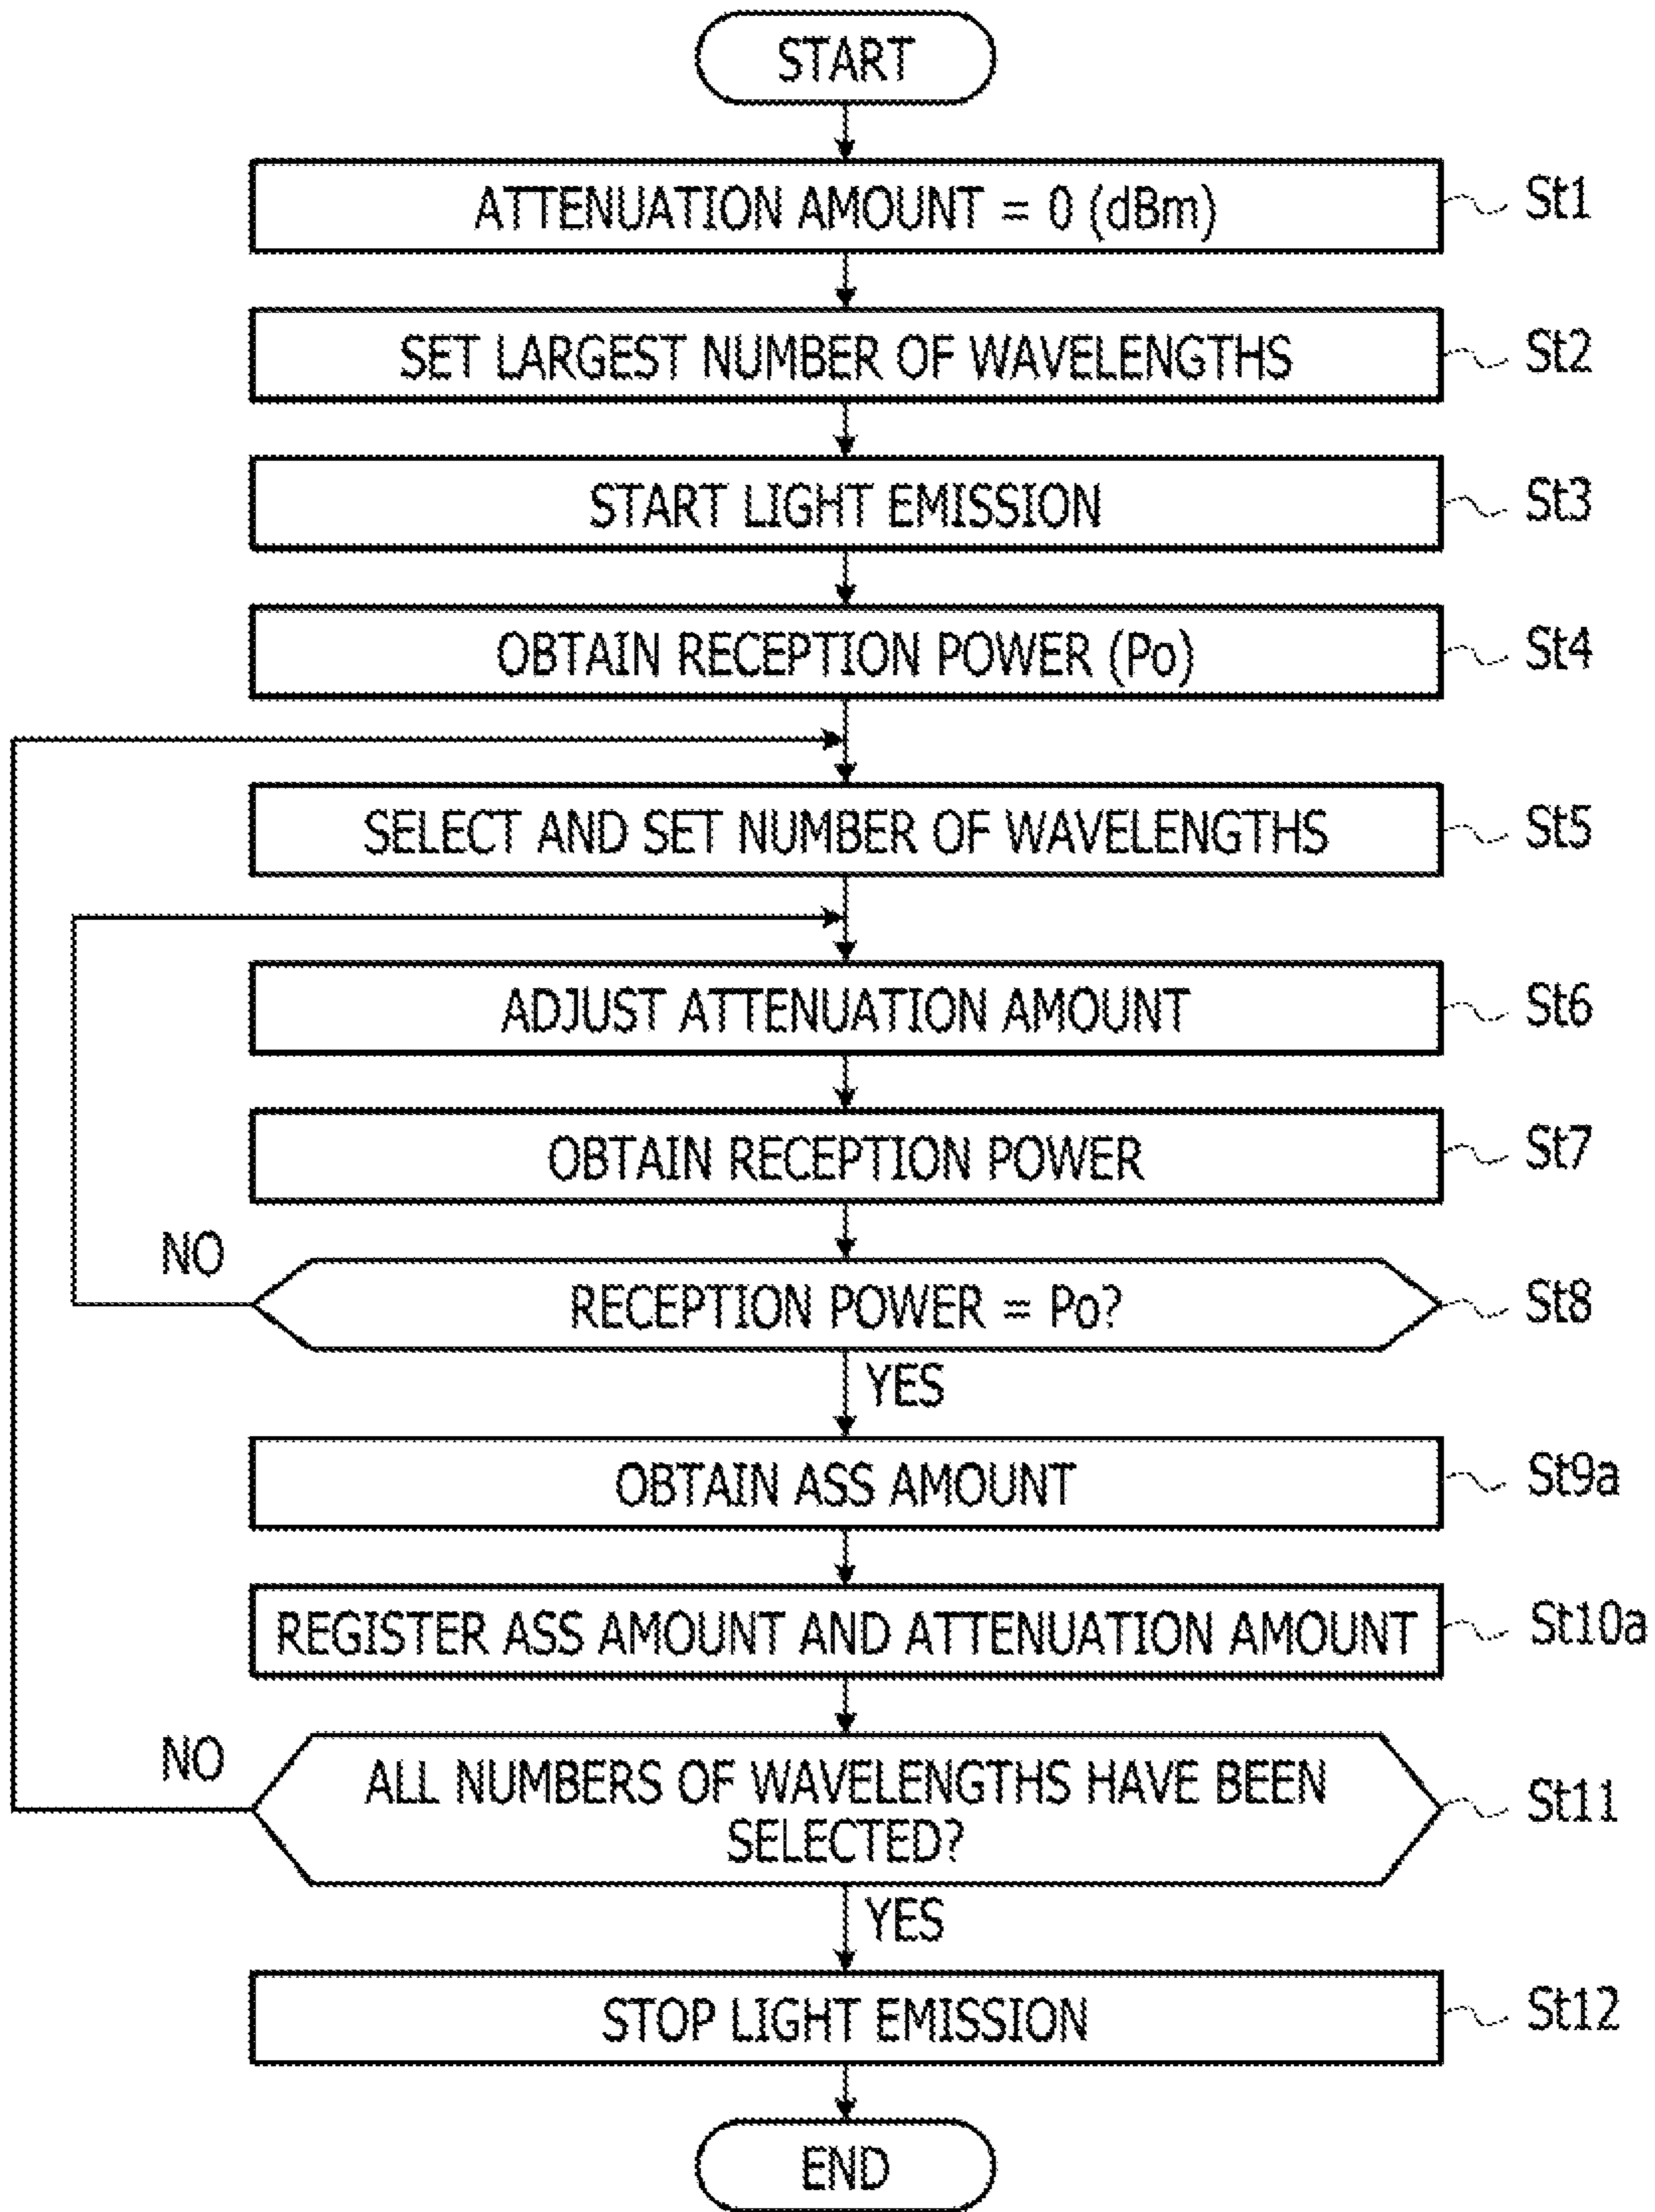 START
ATTENUATION AMOUNT = 0 (dBm)
St1
SET LARGEST NUMBER OF WAVELENGTHS
St2
START LIGHT EMISSION
St3
OBTAIN RECEPTION POWER (Po)
St4
SELECT AND SET NUMBER OF WAVELENGTHS
St5
ADJUST ATTENUATION AMOUNT
St6
OBTAIN RECEPTION POWER
St7
NO
RECEPTION POWER = Po?
St8
YES
OBTAIN ASS AMOUNT
St9a
REGISTER ASS AMOUNT AND ATTENUATION AMOUNT
St10a
NO
ALL NUMBERS OF WAVELENGTHS HAVE BEEN
SELECTED?
St11
YES
STOP LIGHT EMISSION
St12
END